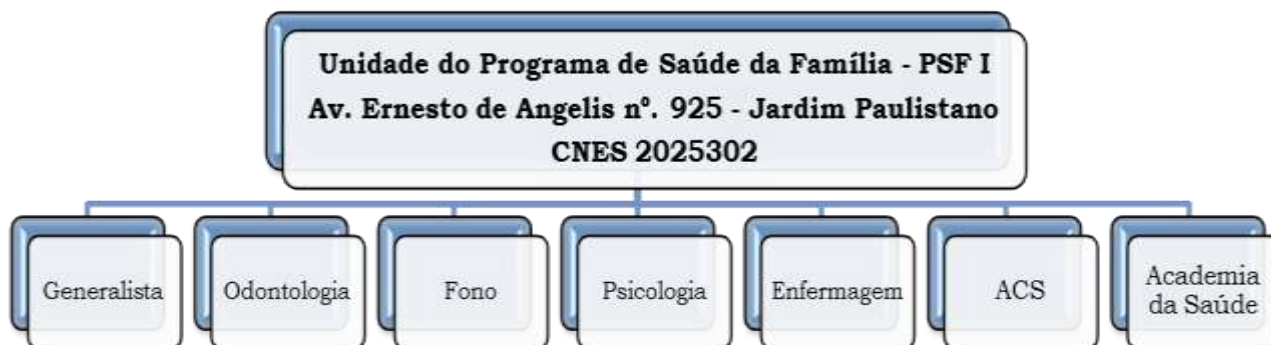 Unidade do Programa de Saúde da Família - PSF I
Av. Ernesto de Angelis nº. 925 - Jardim Paulistano
CNES 2025302
Generalista
Odontologia
Fono
Psicologia
Enfermagem
ACS
Academia
da Saúde